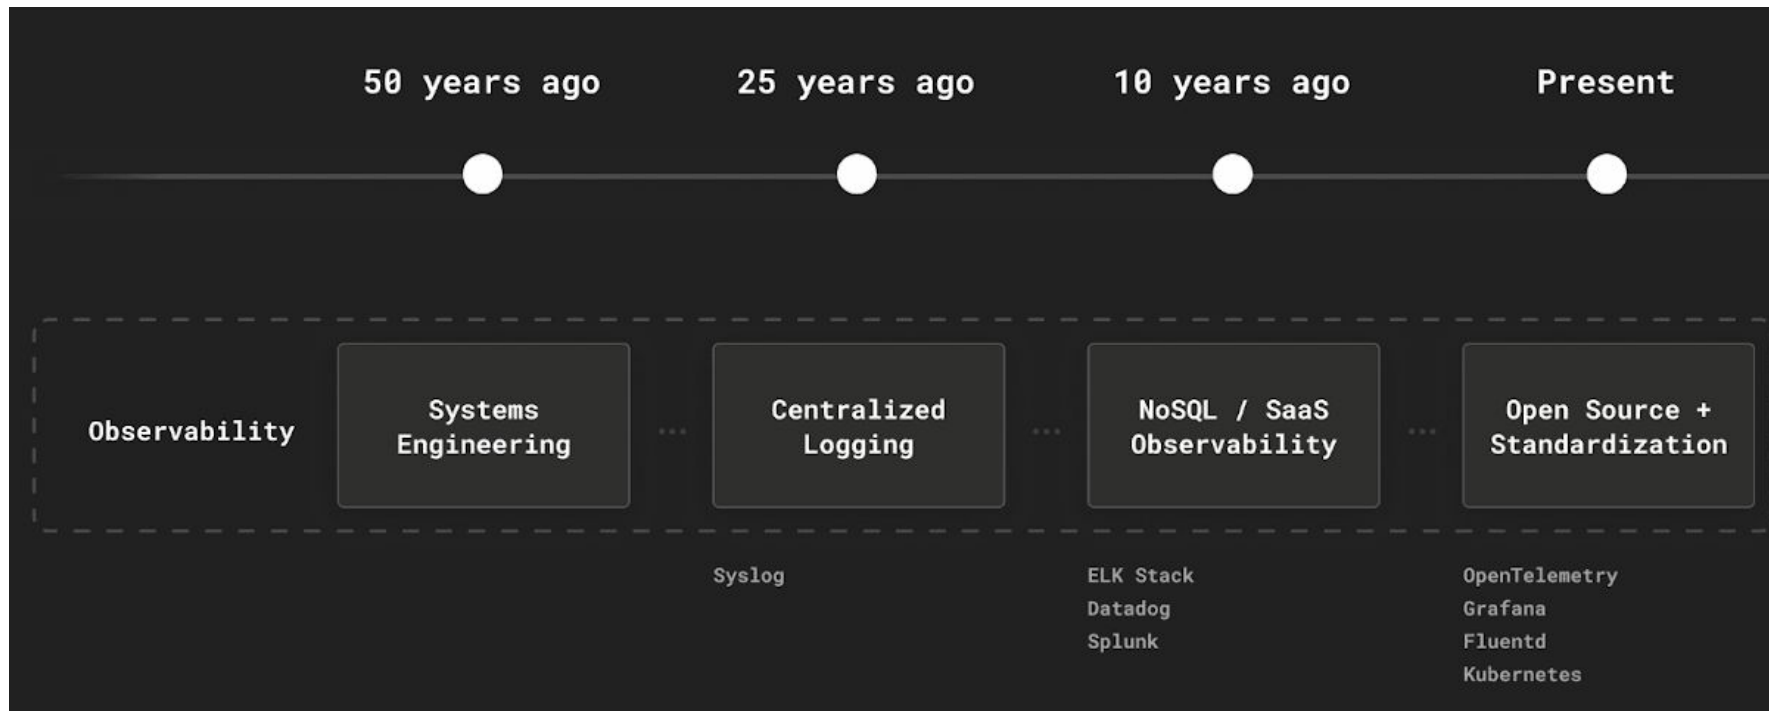 50 years ago
25 years ago
10 years ago
Present
Observability
Systems
Engineering
Centralized
Logging
NoSQL / SaaS
Observability
Open Source +
Standardization
Syslog
ELK Stack
Datadog
Splunk
OpenTelemetry
Grafana
Fluentd
Kubernetes